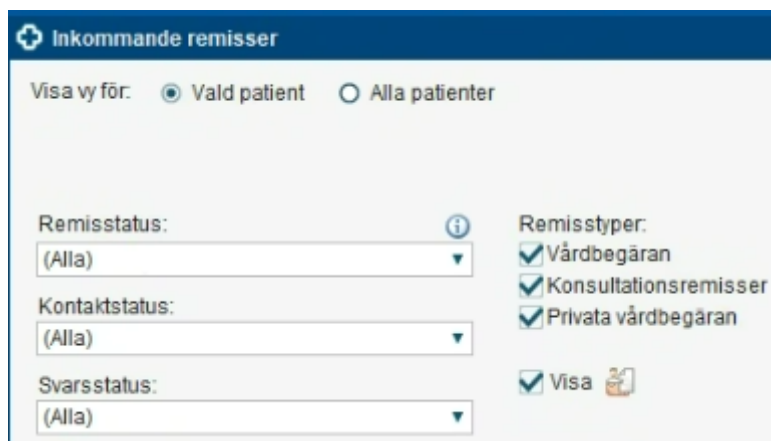 Inkommande remisser
Visa vy för: Vald patient Alla patienter
Remisstatus:
(Alla)
Kontaktstatus:
(Alla)
Svarsstatus:
(Alla)
Remisstyper:
Vårdbegäran
Konsultationsremisser
Privata vårdbegäran
Visa